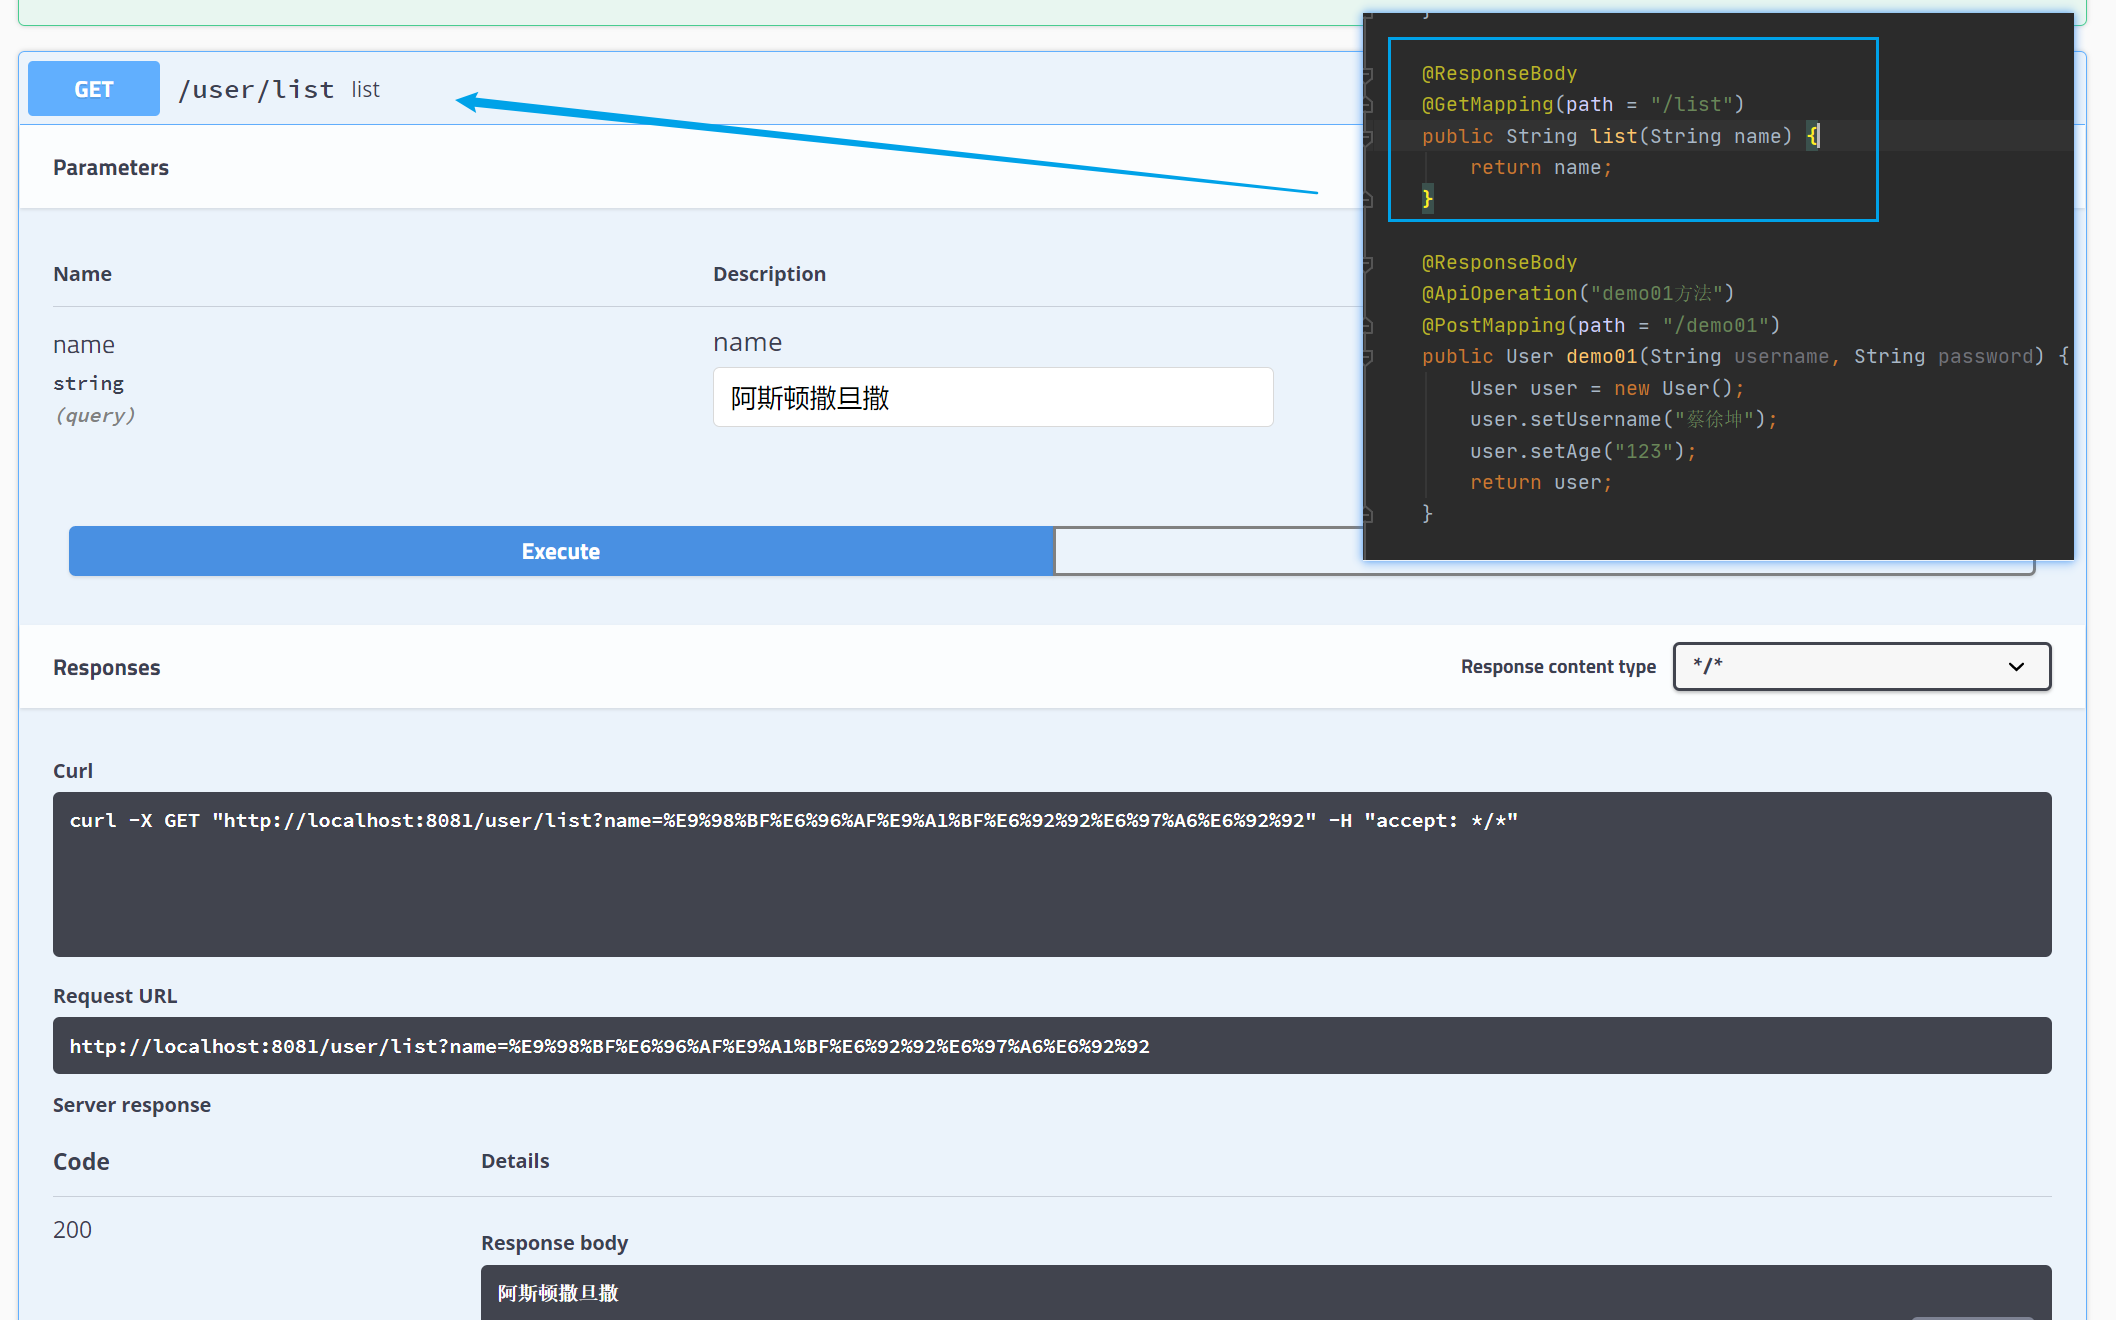 GET /user/list list
Parameters
Name Description
name
string
(query)
name
阿斯顿撒旦撒
Execute
@ResponseBody
@GetMapping(path = "/list")
public String list(String name) {
return name;
}
@ResponseBody
@ApiOperation("demo01方法")
@PostMapping(path = "/demo01")
public User demo01(String username, String password) {
User user = new User();
user.setUsername("蔡徐坤");
user.setAge("123");
return user;
}
Responses
Response content type */*
Curl
curl -X GET "http://localhost:8081/user/list?name=%E9%98%BF%E6%96%AF%E9%A1%BF%E6%92%92%E6%97%A6%E6%92%92" -H "accept: */*"
Request URL
http://localhost:8081/user/list?name=%E9%98%BF%E6%96%AF%E9%A1%BF%E6%92%92%E6%97%A6%E6%92%92
Server response
Code Details
200
Response body
阿斯顿撒旦撒